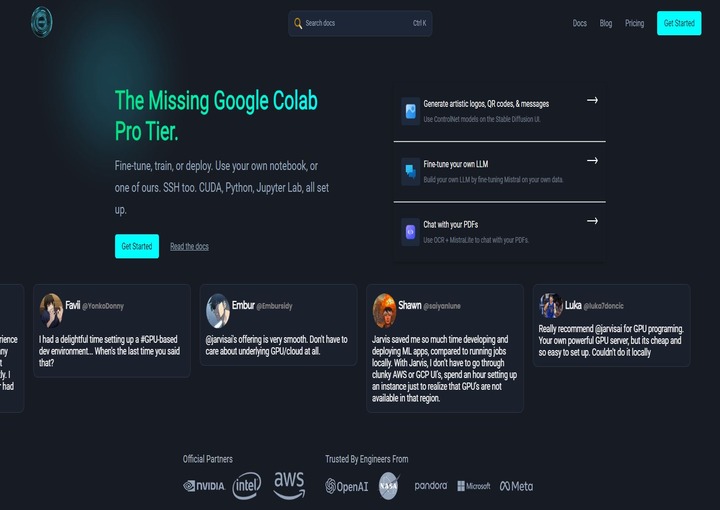 Search docs
Ctrl K
Docs
Blog
Pricing
Get Started
The Missing Google Colab
Pro Tier.
Fine-tune, train, or deploy. Use your own notebook, or
one of ours. SSH too. CUDA, Python, Jupyter Lab, all set
up.
Get Started
Read the docs
Generate artistic logos, QR codes, & messages
Use ControlNet models on the Stable Diffusion UI.
Fine-tune your own LLM
Build your own LLM by fine-tuning Mistral on your own data.
Chat with your PDFs
Use OCR + MistraLite to chat with your PDFs.
rience
ny
t
ly. I
r had
Favii @YonkoDonny
I had a delightful time setting up a #GPU-based
dev environment... When's the last time you said
that?
Embur @Embursidy
@jarvisai's offering is very smooth. Don't have to
care about underlying GPU/cloud at all.
Shawn @saiyanlune
Jarvis saved me so much time developing and
deploying ML apps, compared to running jobs
locally. With Jarvis, I don't have to go through
clunky AWS or GCP UI's, spend an hour setting up
an instance just to realize that GPU's are not
available in that region.
Luka @luka7doncic
Really recommend @jarvisai for GPU programing.
Your own powerful GPU server, but its cheap and
so easy to set up. Couldn't do it locally
Official Partners
NVIDIA.
intel
aws
Trusted By Engineers From
OpenAI
NASA
pandora
Microsoft
Meta